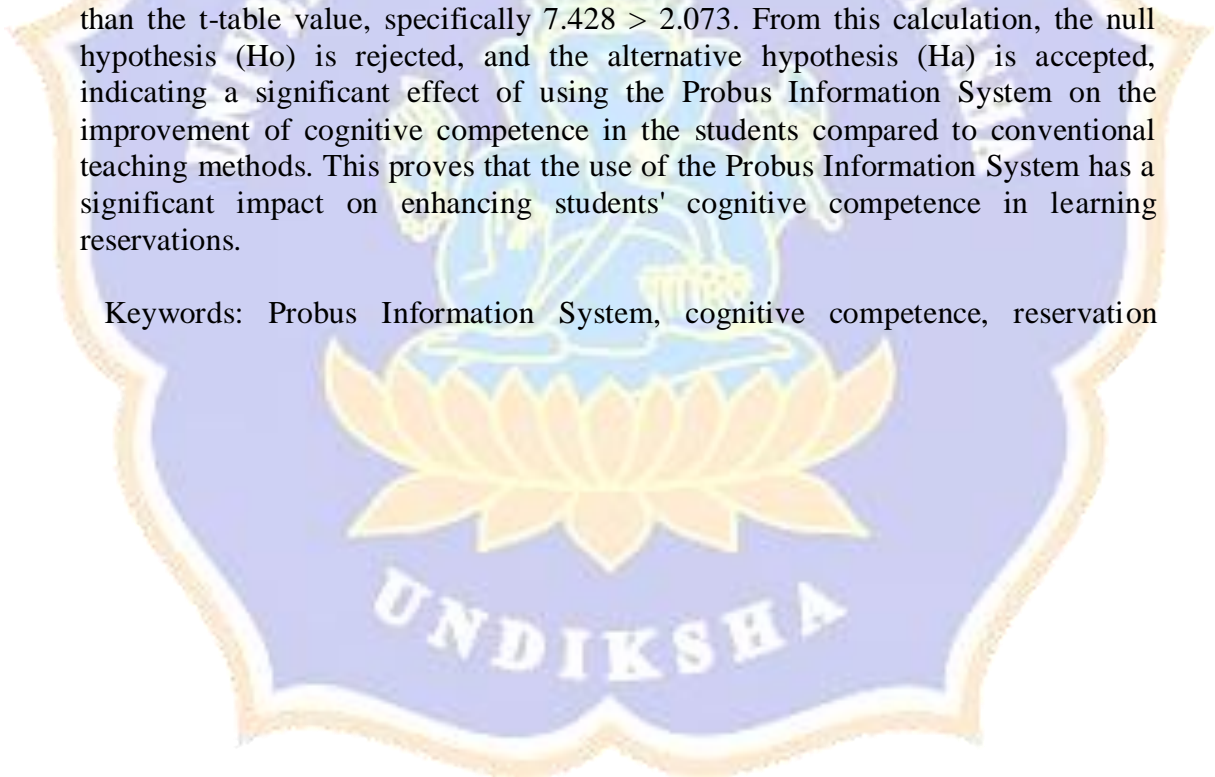 than the t-table value, specifically 7.428 > 2.073. From this calculation, the null
hypothesis (Ho) is rejected, and the alternative hypothesis (Ha) is accepted,
indicating a significant effect of using the Probus Information System on the
improvement of cognitive competence in the students compared to conventional
teaching methods. This proves that the use of the Probus Information System has a
significant impact on enhancing students' cognitive competence in learning
reservations.
Keywords: Probus Information System, cognitive competence, reservation
UNDIKSHA